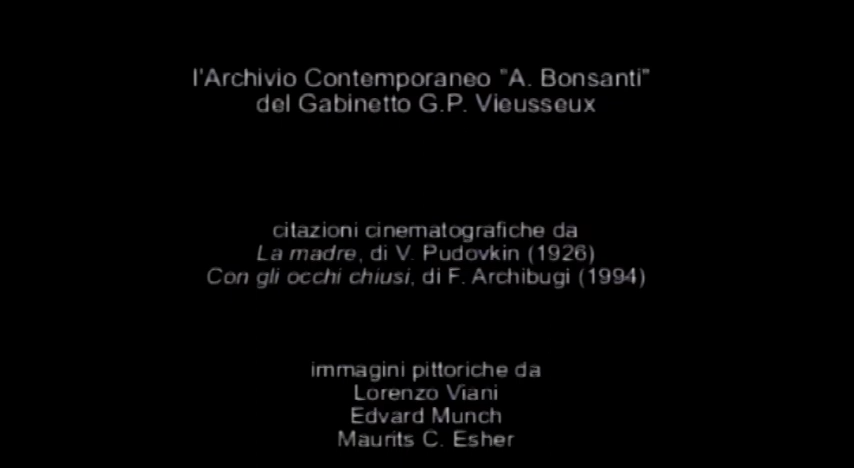 l'Archivio Contemporaneo "A. Bonsanti"
del Gabinetto G.P. Vieusseux
citazioni cinematografiche da
La madre, di V. Pudovkin (1926)
Con gli occhi chiusi, di F. Archibugi (1994)
immagini pittoriche da
Lorenzo Viani
Edvard Munch
Maurits C. Esher